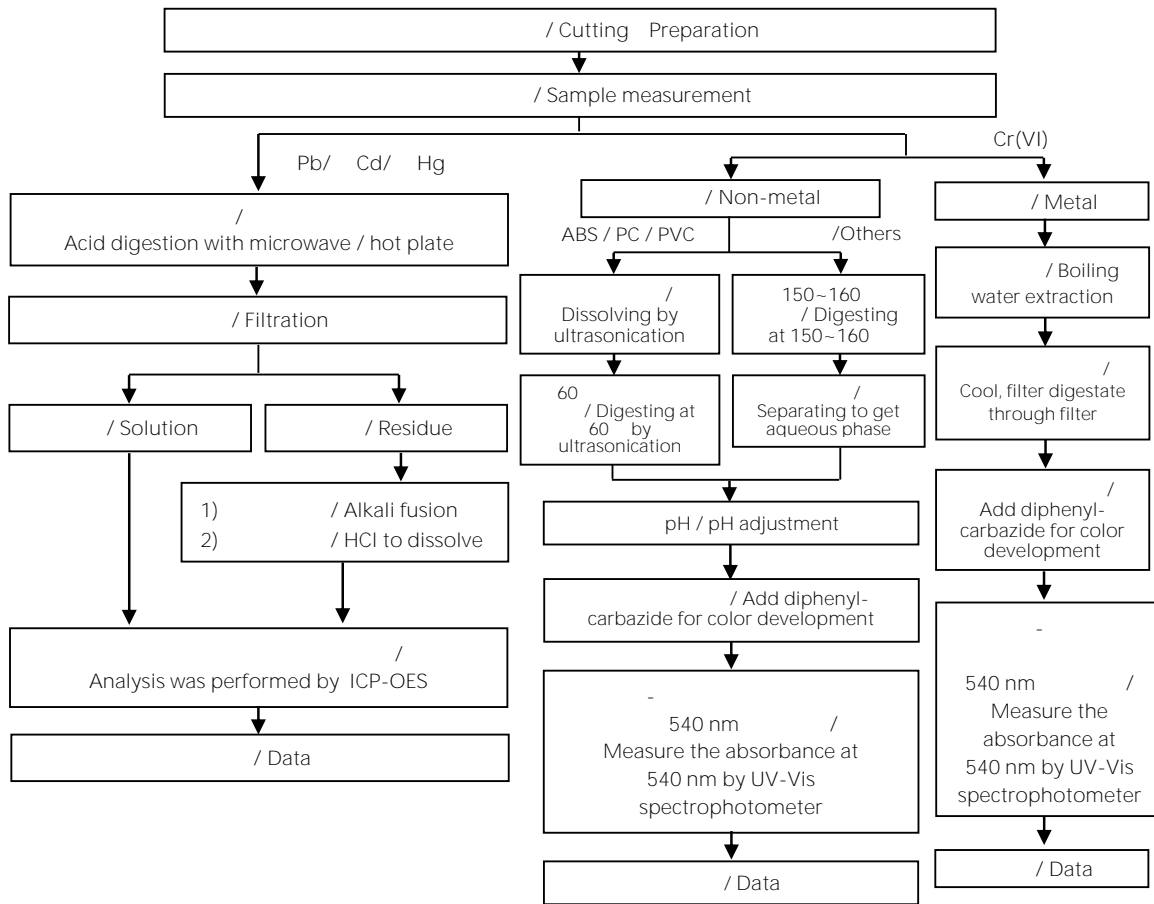 / Cutting Preparation
/ Sample measurement
Pb/ Cd/ Hg
Cr(VI)
/
Acid digestion with microwave / hot plate
/ Filtration
/ Solution
/ Residue
1) / Alkali fusion
2) / HCl to dissolve
/
Analysis was performed by ICP-OES
/ Data
/ Non-metal
ABS / PC / PVC
/Others
/
Dissolving by
ultrasonication
150~160
/ Digesting
at 150~160
60
/ Digesting at
60 by
ultrasonication
/
Separating to get
aqueous phase
pH / pH adjustment
/ Add diphenyl-
carbazide for color development
-
540 nm /
Measure the absorbance at
540 nm by UV-Vis
spectrophotometer
/ Data
/ Metal
/ Boiling
water extraction
/
Cool, filter digestate
through filter
/
Add diphenyl-
carbazide for color
development
-
540 nm /
Measure the
absorbance at
540 nm by UV-Vis
spectrophotometer
/ Data